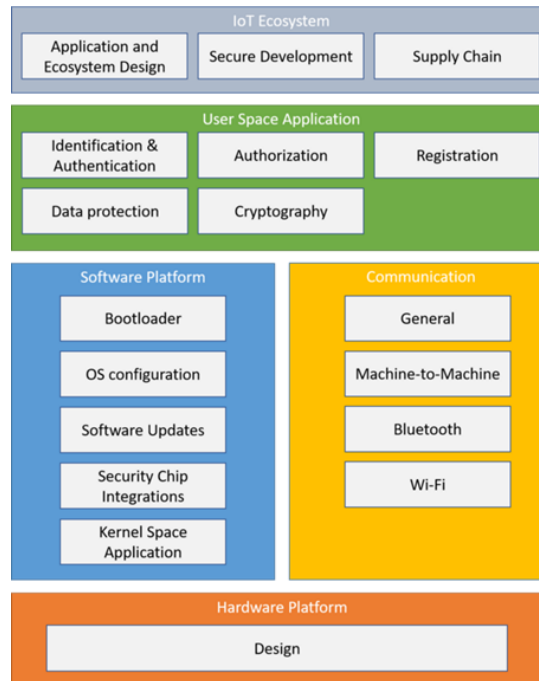 IoT Ecosystem
Application and
Ecosystem Design
Secure Development
Supply Chain
User Space Application
Identification &
Authentication
Authorization
Registration
Data protection
Cryptography
Software Platform
Bootloader
OS configuration
Software Updates
Security Chip
Integrations
Kernel Space
Application
Communication
General
Machine-to-Machine
Bluetooth
Wi-Fi
Hardware Platform
Design